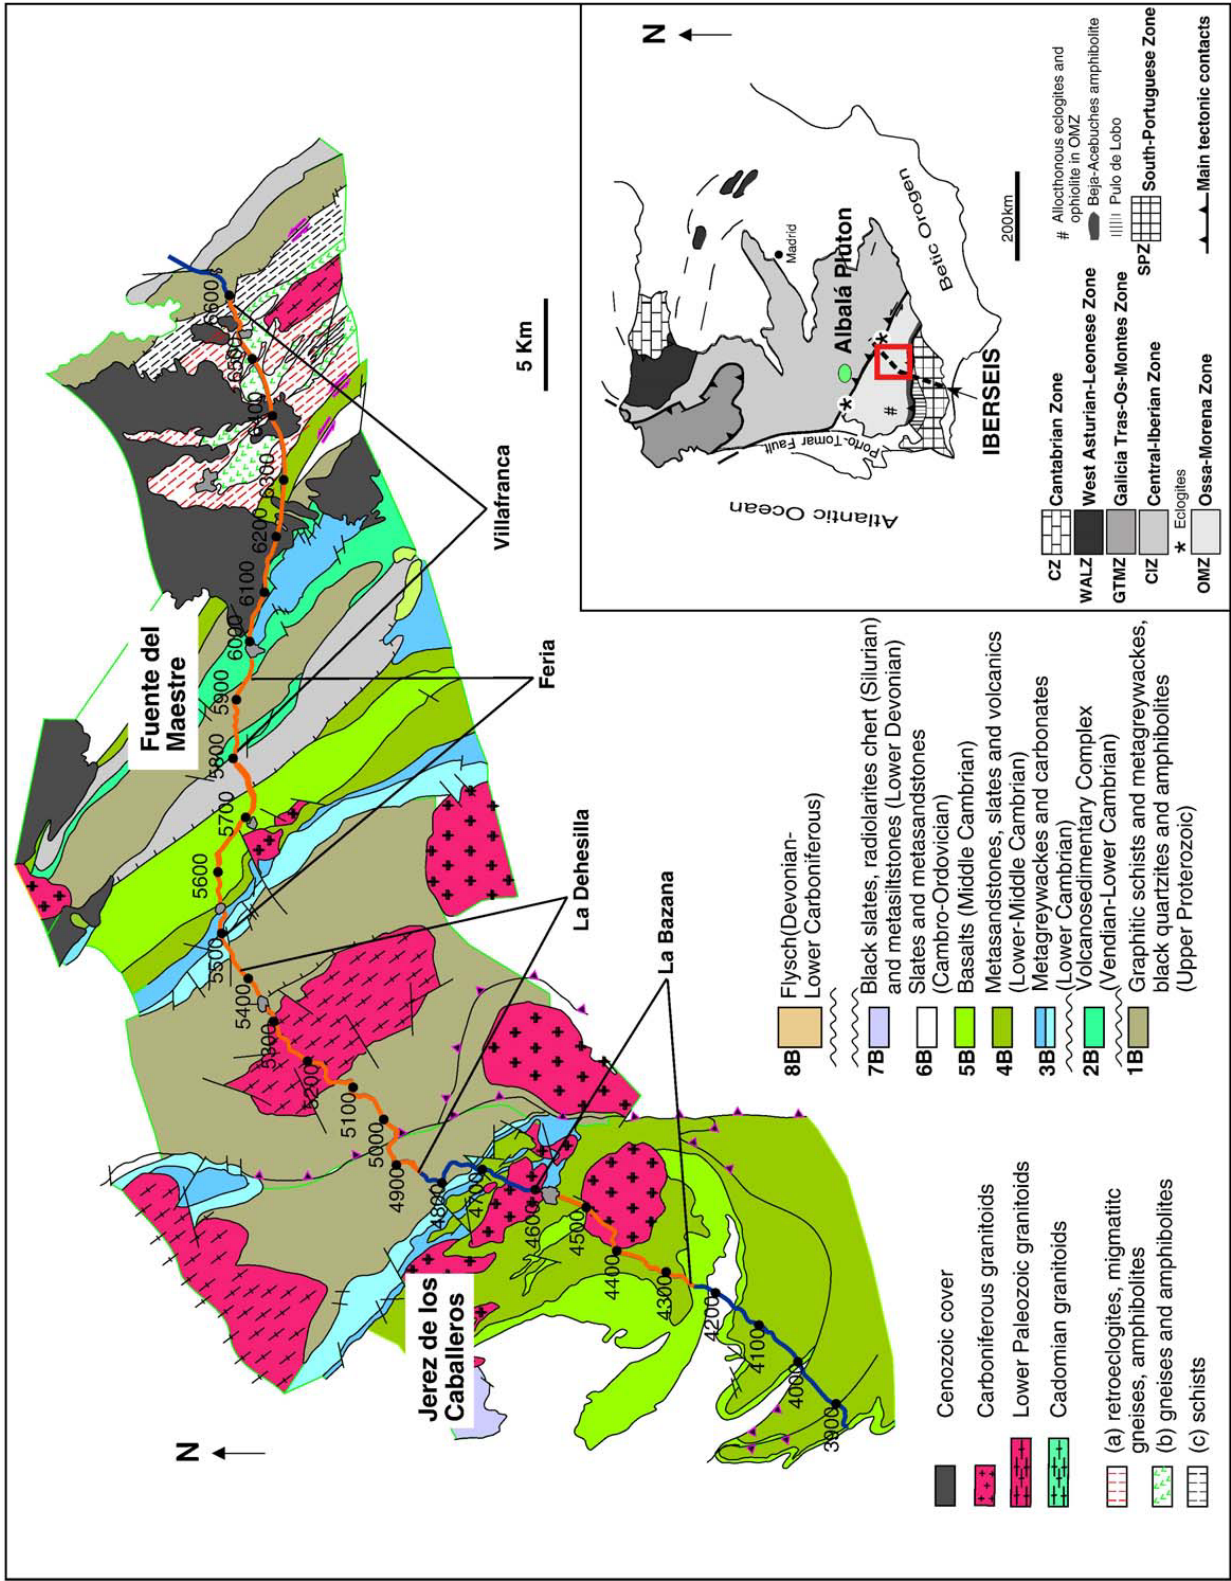 N
Jerez de los
Caballeros
Fuente del
Maestre
3900
4000
4100
4200
4300
4400
4500
4600
4700
4800
4900
5000
5100
5200
5300
5400
5500
5600
5700
5800
5900
6000
6100
6200
6300
6400
6500
6600
La Bazana
La Dehesilla
Feria
Villafranca
5 Km
Cenozoic cover
Carboniferous granitoids
Lower Paleozoic granitoids
Cadomian granitoids
(a) retroeclogites, migmatic
gneises, amphibolites
(b) gneises and amphibolites
(c) schists
8B
Flysch(Devonian-
Lower Carboniferous)
7B
Black slates, radiolarites chert (Silurian)
and metasiltstones (Lower Devonian)
6B
Slates and metasandstones
(Cambro-Ordovician)
5B
Basalts (Middle Cambrian)
4B
Metasandstones, slates and volcanics
(Lower-Middle Cambrian)
3B
Metagreywackes and carbonates
(Lower Cambrian)
2B
Volcanosedimentary Complex
(Vendian-Lower Cambrian)
1B
Graphitic schists and metagreywackes,
black quartzites and amphibolites
(Upper Proterozoic)
N
Atlantic Ocean
Porto-Tomar Fault
Albalá Pluton
Madrid
Betic Orogen
*
*
#
IBERSEIS
200km
CZ
Cantabrian Zone
WALZ
West Asturian-Leonese Zone
GTMZ
Galicia Tras-Os-Montes Zone
CIZ
Central-Iberian Zone
* Eclogites
OMZ
Ossa-Morena Zone
# Allocthonous eclogites and
ophiolite in OMZ
Beja-Acebuches amphibolite
Pulo de Lobo
SPZ
South-Portuguese Zone
Main tectonic contacts